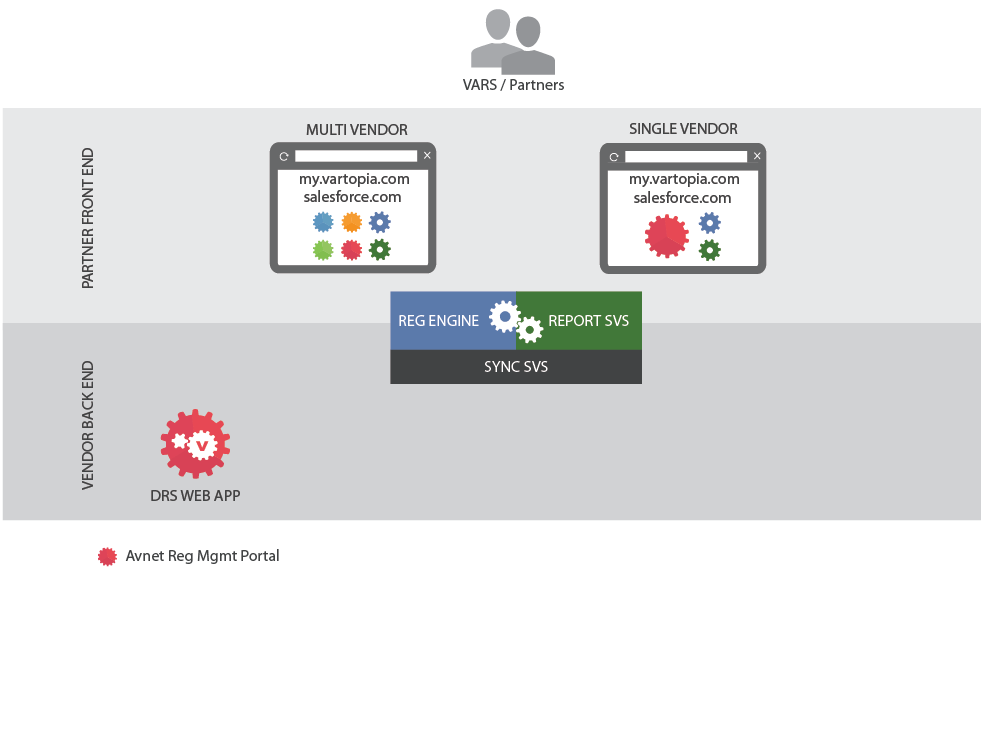 VARS / Partners
MULTI VENDOR
SINGLE VENDOR
PARTNER FRONT END
my.vartopia.com
salesforce.com
my.vartopia.com
salesforce.com
REG ENGINE
REPORT SVS
SYNC SVS
VENDOR BACK END
v
DRS WEB APP
Avnet Reg Mgmt Portal